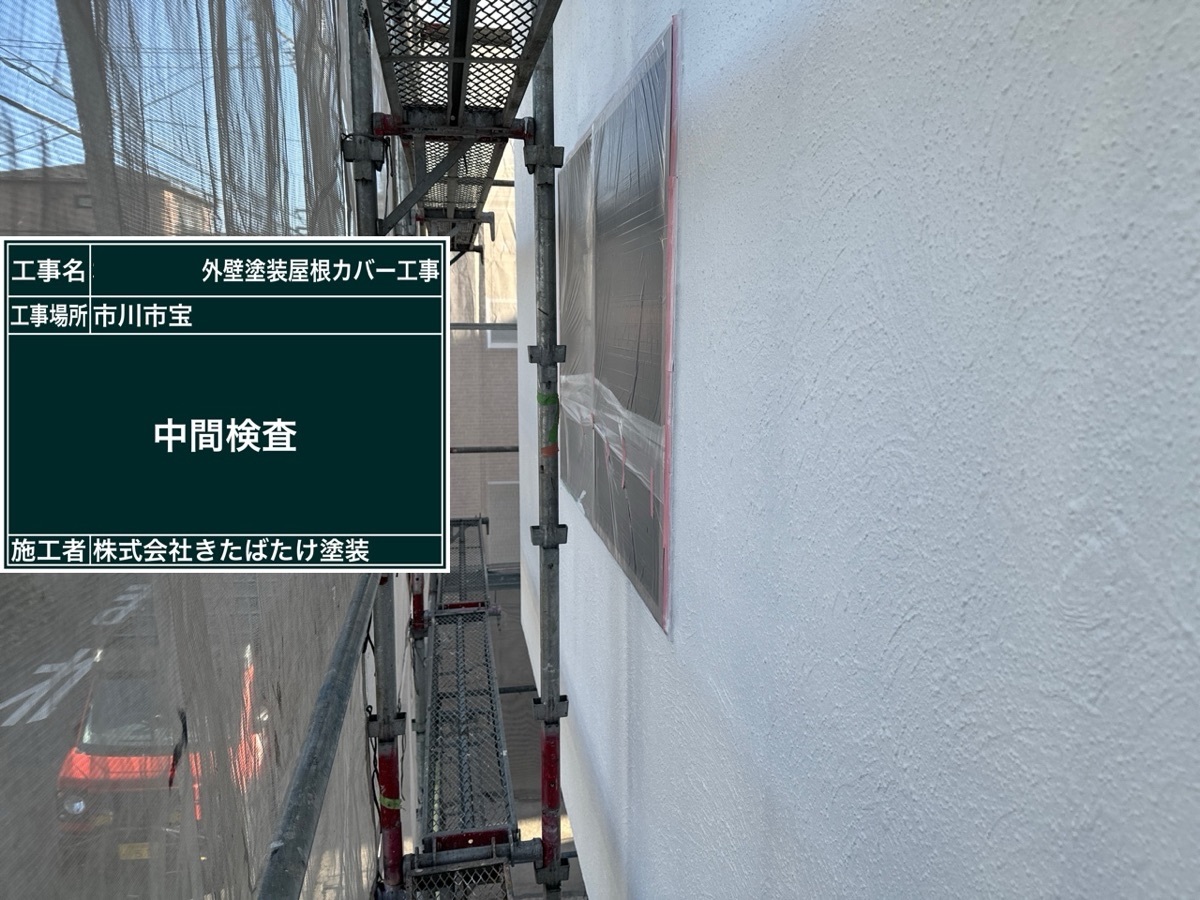 工事名 外壁塗装屋根カバー工事
工事場所 市川市宝
中間検査
施工者 株式会社きたばたけ塗装